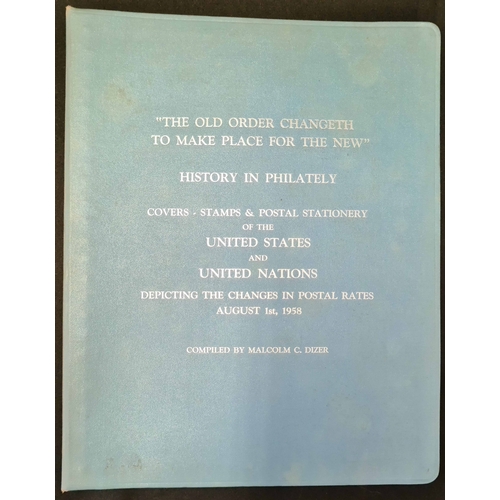 "THE OLD ORDER CHANGETH
TO MAKE PLACE FOR THE NEW"
HISTORY IN PHILATELY
COVERS - STAMPS & POSTAL STATIONERY
OF THE
UNITED STATES
AND
UNITED NATIONS
DEPICTING THE CHANGES IN POSTAL RATES
AUGUST 1st, 1958
COMPILED BY MALCOLM C. DIZER